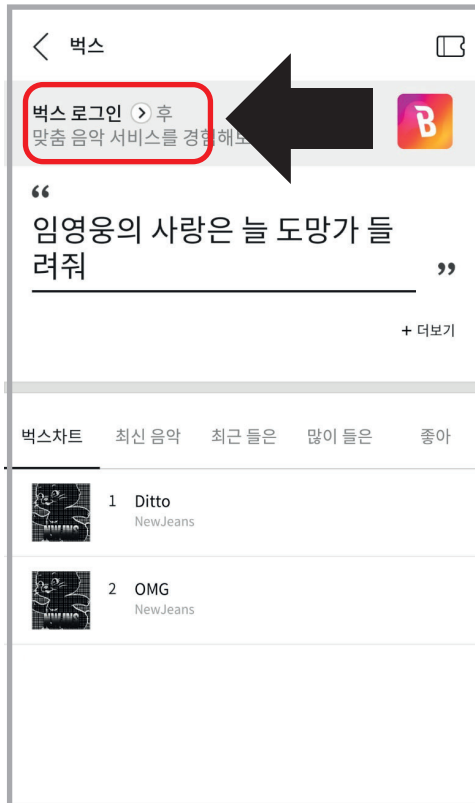 벅스
벅스 로그인 후
맞춤 음악 서비스를 경험해보
“
임영웅의 사랑은 늘 도망가 들
려줘
”
+ 더보기
벅스차트 최신 음악 최근 들은 많이 들은 좋아
1 Ditto
NewJeans
2 OMG
NewJeans